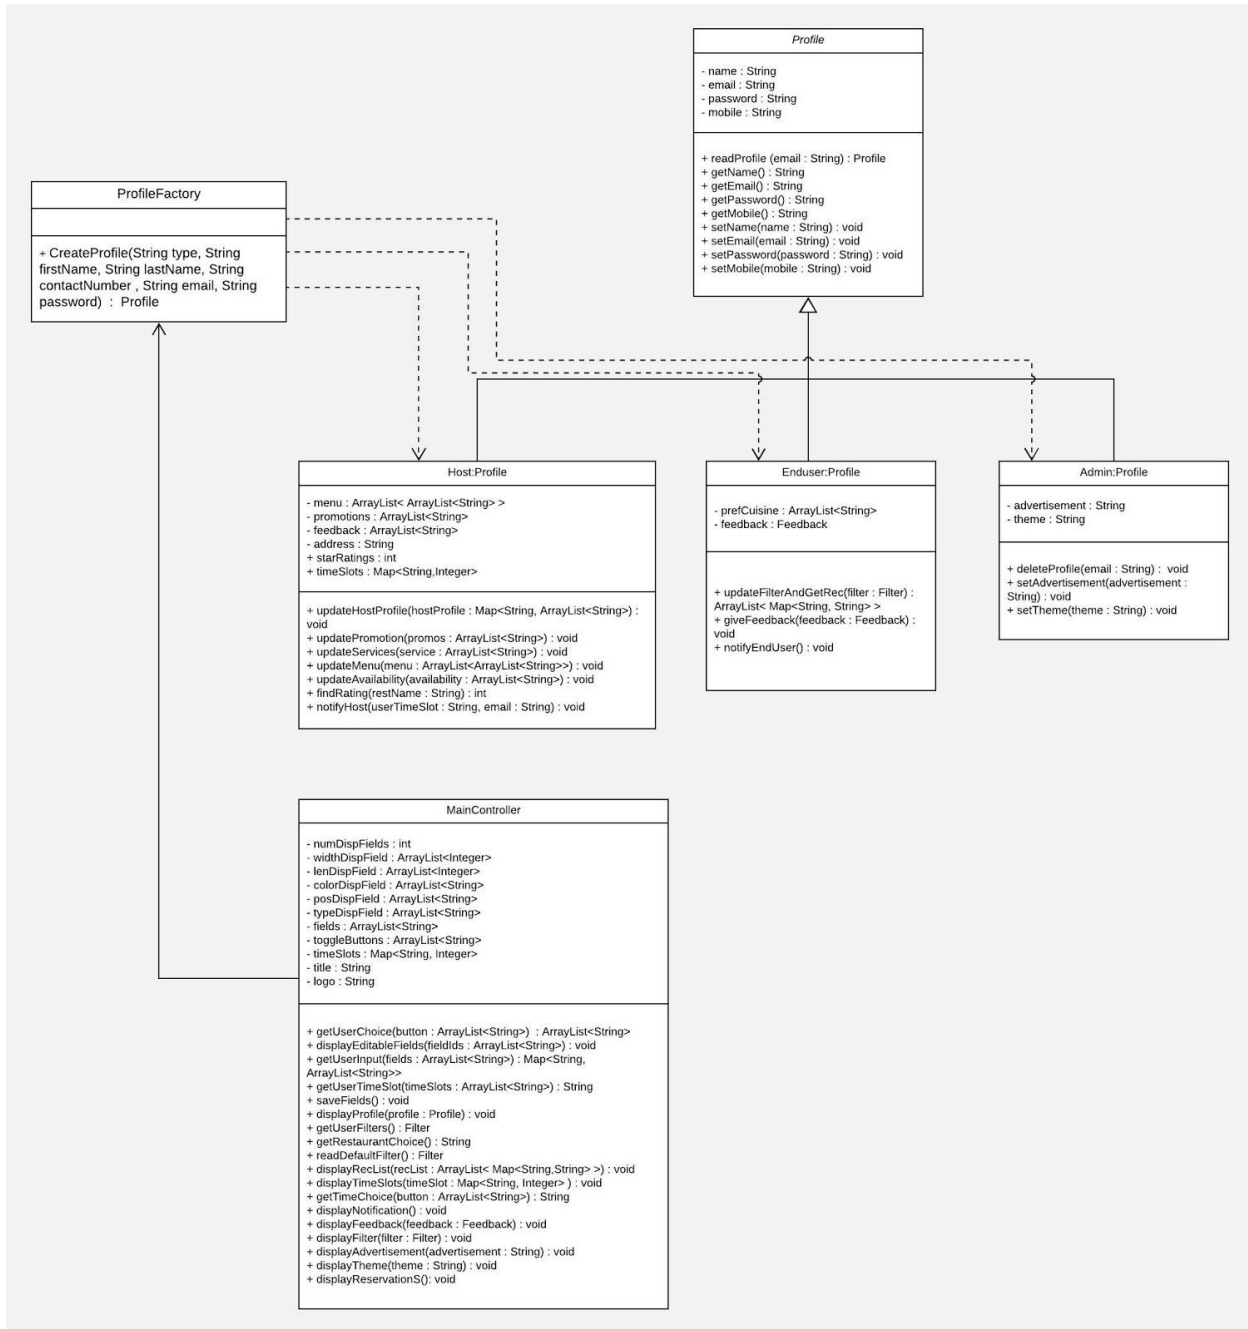 Profile
- name : String
- email : String
- password : String
- mobile : String
+ readProfile (email : String) : Profile
+ getName() : String
+ getEmail() : String
+ getPassword() : String
+ getMobile() : String
+ setName(name : String) : void
+ setEmail(email : String) : void
+ setPassword(password : String) : void
+ setMobile(mobile : String) : void
ProfileFactory
+ CreateProfile(String type, String
firstName, String lastName, String
contactNumber , String email, String
password) : Profile
Host:Profile
- menu : ArrayList< ArrayList<String> >
- promotions : ArrayList<String>
- feedback : ArrayList<String>
- address : String
+ starRatings : int
+ timeSlots : Map<String,Integer>
+ updateHostProfile(hostProfile : Map<String, ArrayList<String>) :
void
+ updatePromotion(promos : ArrayList<String>) : void
+ updateServices(service : ArrayList<String>) : void
+ updateMenu(menu : ArrayList<ArrayList<String>>) : void
+ updateAvailability(availability : ArrayList<String>) : void
+ findRating(restName : String) : int
+ notifyHost(userTimeSlot : String, email : String) : void
Enduser:Profile
- prefCuisine : ArrayList<String>
- feedback : Feedback
+ updateFilterAndGetRec(filter : Filter) :
ArrayList< Map<String, String> >
+ giveFeedback(feedback : Feedback) :
void
+ notifyEndUser() : void
Admin:Profile
- advertisement : String
- theme : String
+ deleteProfile(email : String) : void
+ setAdvertisement(advertisement :
String) : void
+ setTheme(theme : String) : void
MainController
- numDispFields : int
- widthDispField : ArrayList<Integer>
- lenDispField : ArrayList<Integer>
- colorDispField : ArrayList<String>
- posDispField : ArrayList<String>
- typeDispField : ArrayList<String>
- fields : ArrayList<String>
- toggleButtons : ArrayList<String>
- timeSlots : Map<String, Integer>
- title : String
- logo : String
+ getUserChoice(button : ArrayList<String>) : ArrayList<String>
+ displayEditableFields(fieldIds : ArrayList<String>) : void
+ getUserInput(fields : ArrayList<String>) : Map<String,
ArrayList<String>>
+ getUserTimeSlot(timeSlots : ArrayList<String>) : String
+ saveFields() : void
+ displayProfile(profile : Profile) : void
+ getUserFilters() : Filter
+ getRestaurantChoice() : String
+ readDefaultFilter() : Filter
+ displayRecList(recList : ArrayList< Map<String,String> >) : void
+ displayTimeSlots(timeSlot : Map<String, Integer> ) : void
+ getTimeChoice(button : ArrayList<String>) : String
+ displayNotification() : void
+ displayFeedback(feedback : Feedback) : void
+ displayFilter(filter : Filter) : void
+ displayAdvertisement(advertisement : String) : void
+ displayTheme(theme : String) : void
+ displayReservationS(): void